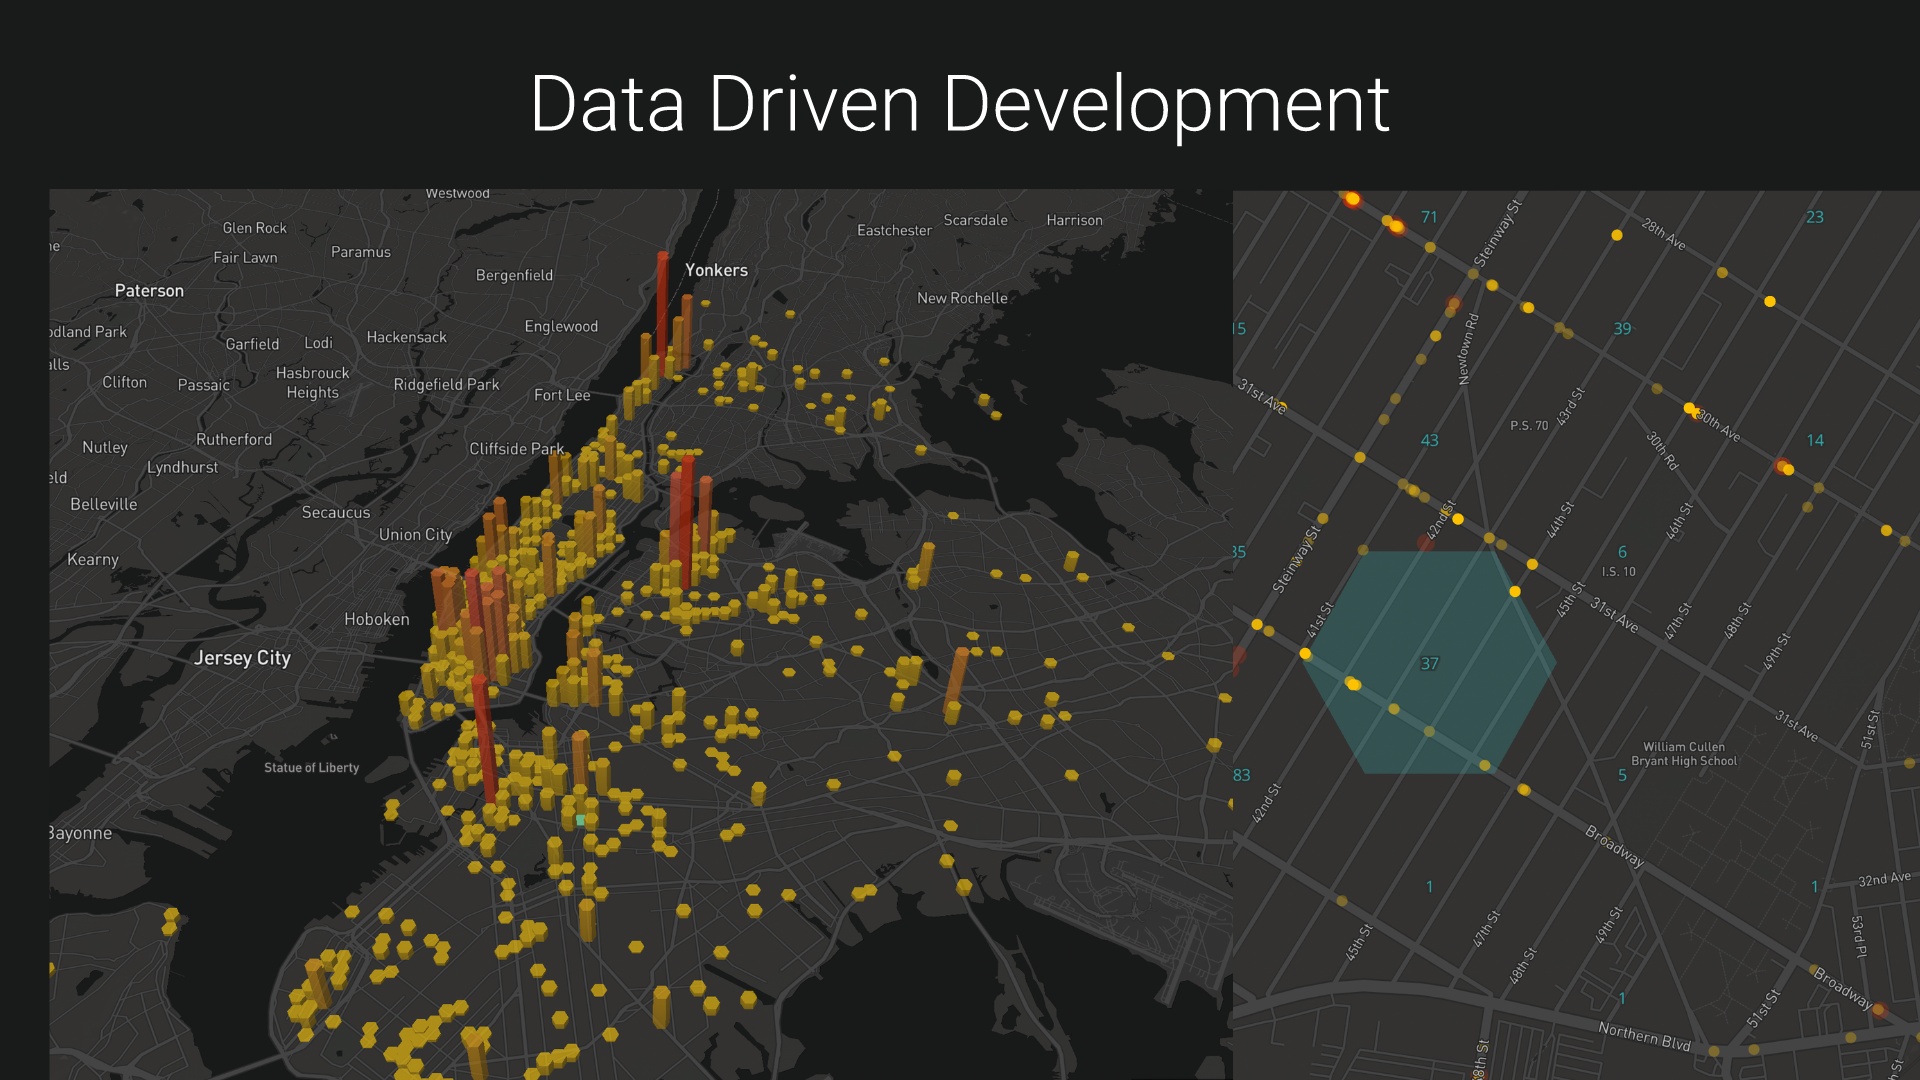 Data Driven Development
Westwood
Glen Rock
Scarsdale
Harrison
Eastchester
ne
Fair Lawn
Paramus
Bergenfield
Yonkers
Paterson
New Rochelle
odland Park
Englewood
Garfield
Lodi
Hackensack
alls
Clifton
Passaic
Hasbrouck
Heights
Ridgefield Park
Fort Lee
Nutley
Rutherford
Cliffside Park
Lyndhurst
eld
Belleville
Secaucus
Union City
Kearny
Hoboken
Jersey City
Statue of Liberty
Bayonne
71
Steinway St
28th Ave
23
15
Newtown Rd
39
31st Ave
43
P.S. 70
43rd St
30th Rd
30th Ave
14
42nd St
44th St
46th St
35
Steinway St
6
I.S. 10
41st St
45th St
31st Ave
47th St
48th St
49th St
37
31st Ave
51st St
William Cullen
Bryant High School
83
5
42nd St
Broadway
1
1
32nd Ave
45th St
47th St
48th St
49th St
53rd Pl
1
51st St
Broadway
Northern Blvd